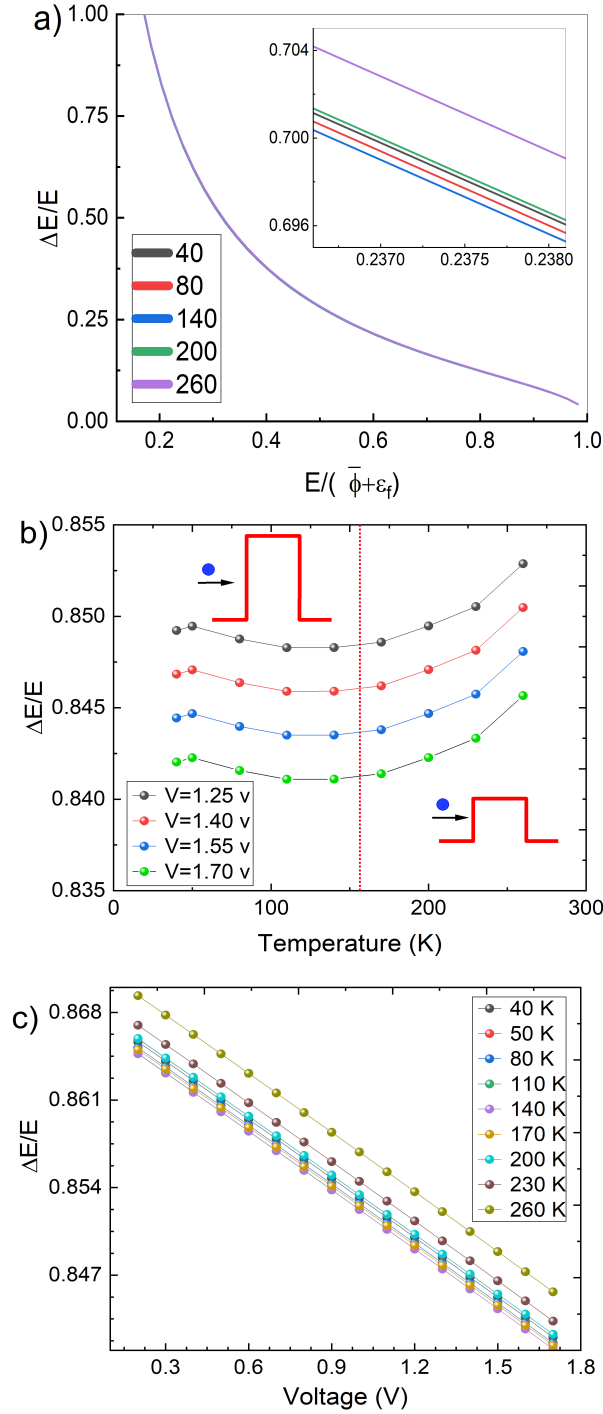 a)
1.00
0.75
0.50
0.25
0.00
ΔE/E
0.704
0.700
0.696
0.2370 0.2375 0.2380
40
80
140
200
260
0.2 0.4 0.6 0.8 1.0
E/( ϕ̅+ε_f)
b)
0.855
0.850
0.845
0.840
0.835
ΔE/E
V=1.25 v
V=1.40 v
V=1.55 v
V=1.70 v
0 100 200 300
Temperature (K)
c)
0.868
0.861
0.854
0.847
ΔE/E
40 K
50 K
80 K
110 K
140 K
170 K
200 K
230 K
260 K
0.3 0.6 0.9 1.2 1.5 1.8
Voltage (V)